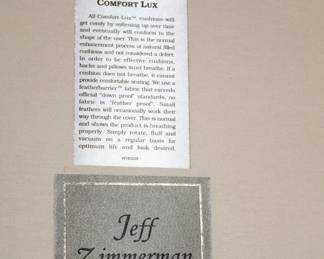 COMFORT LUX
All Comfort Lux™ cushions will
get comfy by softening up over time
and eventually will conform to the
shape of the user. This is the normal
enhancement process of natural filled
cushions and not considered a defect.
In order to be effective cushions,
backs and pillows must breathe. If a
cushion does not breathe, it cannot
provide comfortable seating. We use a
featherbarrier™ fabric that exceeds
official "down proof" standards, no
fabric is "feather proof". Small
feathers will occasionally work their
way through the cover. This is normal
and shows the product is breathing
properly. Simply rotate, fluff and
vacuum on a regular basis for
optimum life and look desired.
Jeff
Zimmerman